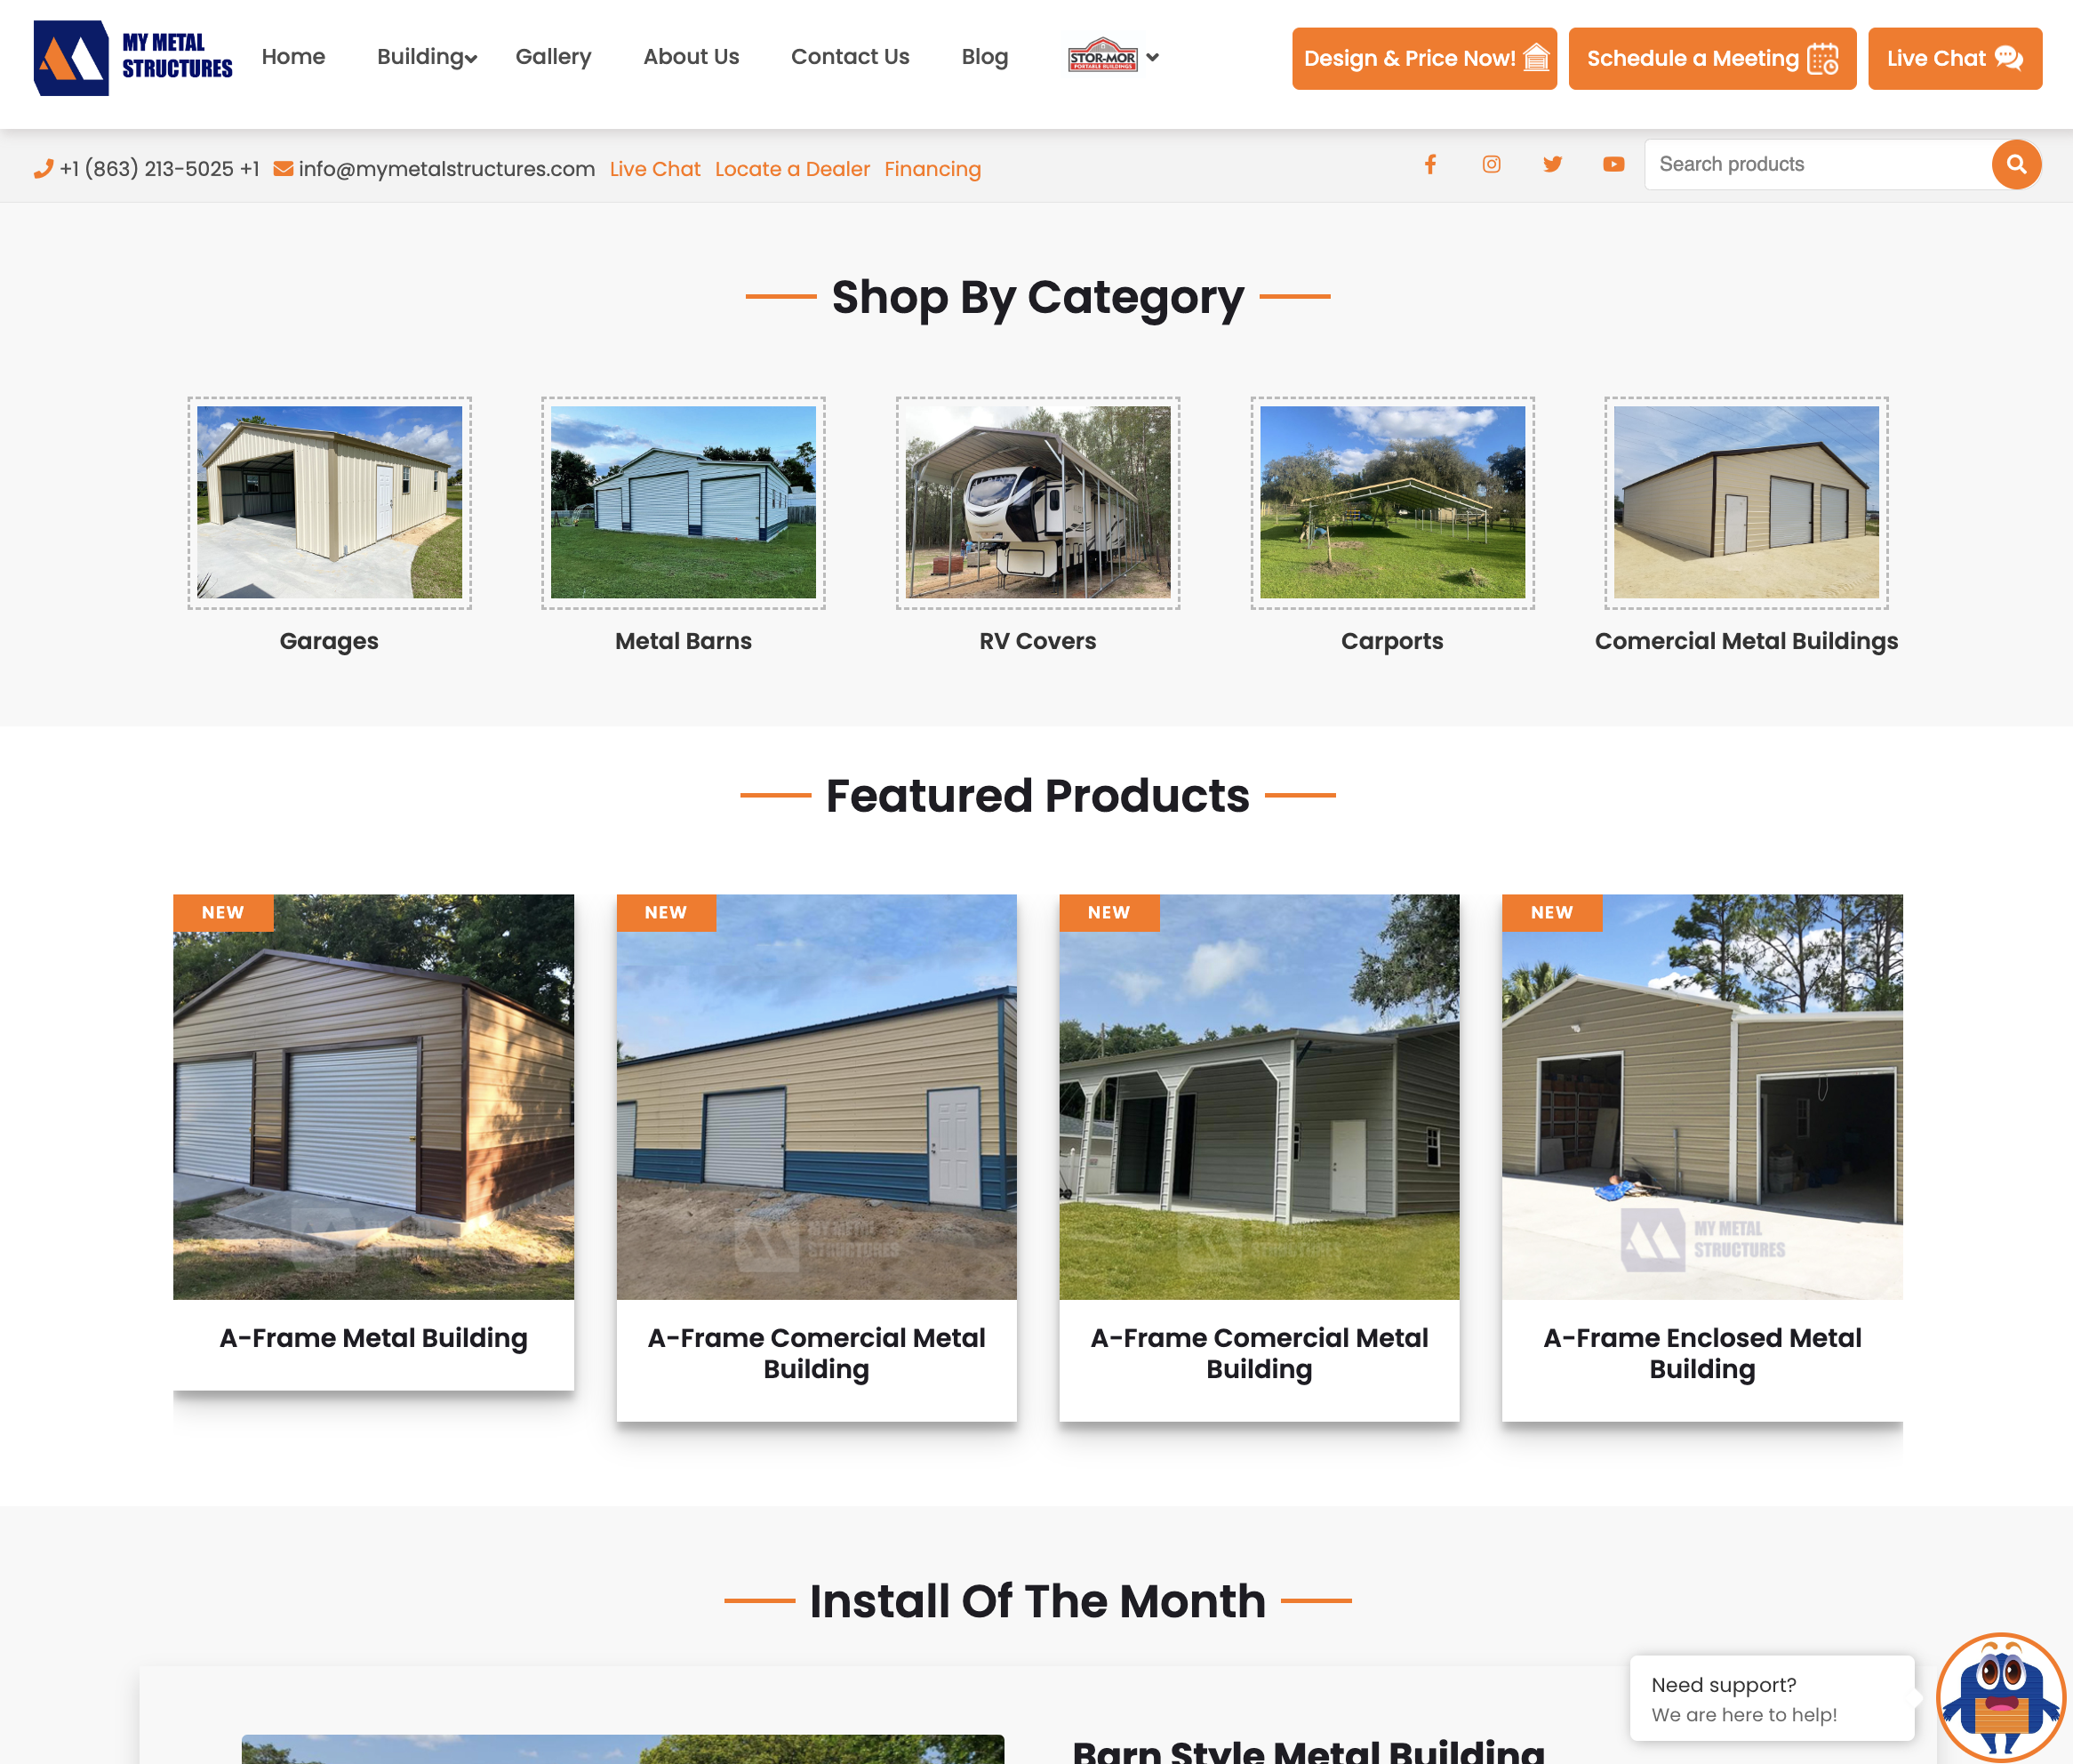 MY METAL
STRUCTURES
Home
Building
Gallery
About Us
Contact Us
Blog
STOR-MOR
PORTABLE BUILDINGS
Design & Price Now!
Schedule a Meeting
Live Chat
+1 (863) 213-5025 +1
info@mymetalstructures.com
Live Chat
Locate a Dealer
Financing
Search products
Shop By Category
Garages
Metal Barns
RV Covers
Carports
Comercial Metal Buildings
Featured Products
NEW
NEW
NEW
NEW
MY METAL
STRUCTURES
MY METAL
STRUCTURES
MY METAL
STRUCTURES
MY METAL
STRUCTURES
A-Frame Metal Building
A-Frame Comercial Metal
Building
A-Frame Comercial Metal
Building
A-Frame Enclosed Metal
Building
Install Of The Month
Need support?
We are here to help!
Barn Style Metal Building